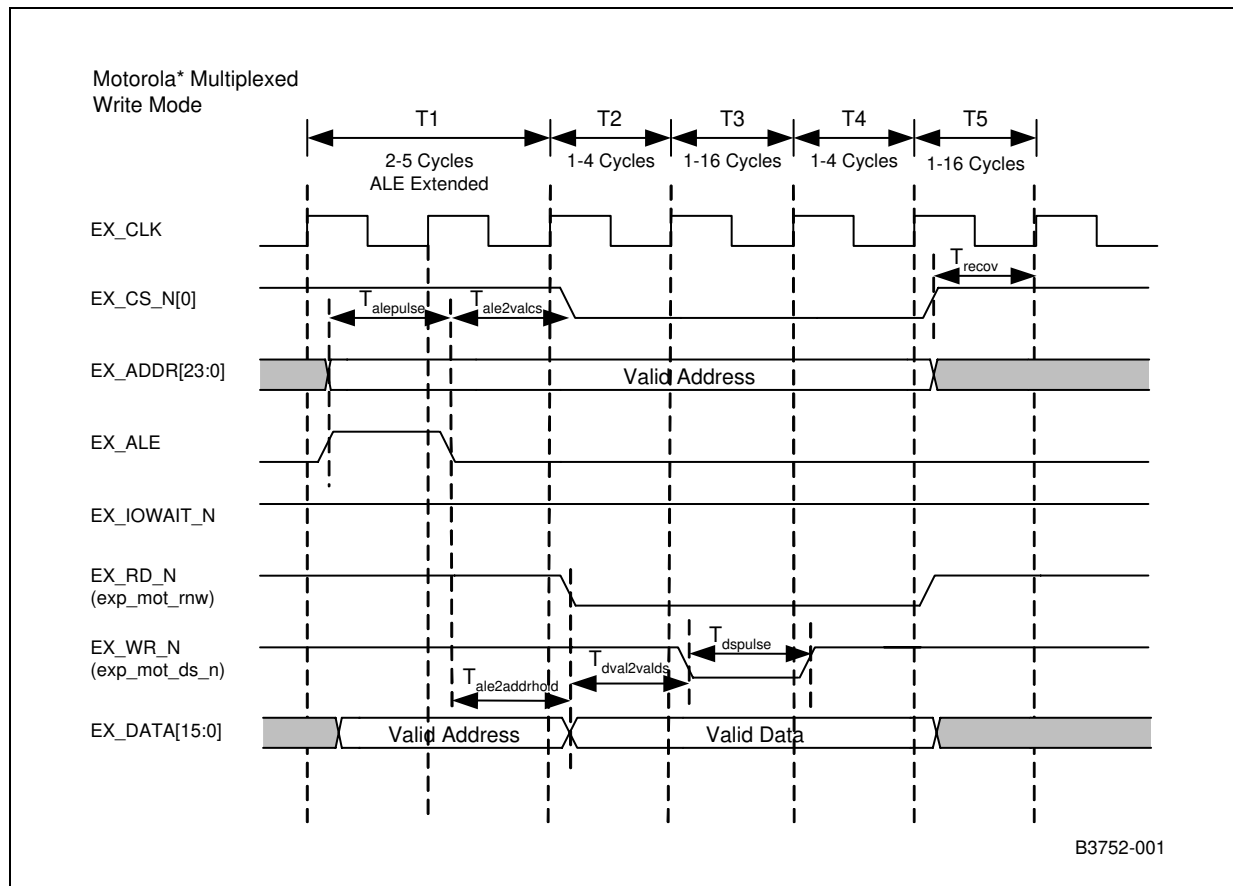 Motorola* Multiplexed
Write Mode
T1 T2 T3 T4 T5
2-5 Cycles 1-4 Cycles 1-16 Cycles 1-4 Cycles 1-16 Cycles
ALE Extended
EX_CLK
Trecov
EX_CS_N[0]
Talepulse Tale2valcs
EX_ADDR[23:0] Valid Address
EX_ALE
EX_IOWAIT_N
EX_RD_N
(exp_mot_rnw)
EX_WR_N
Tdspulse
(exp_mot_ds_n)
Tdval2valds
Tale2addrhold
EX_DATA[15:0] Valid Address Valid Data
B3752-001